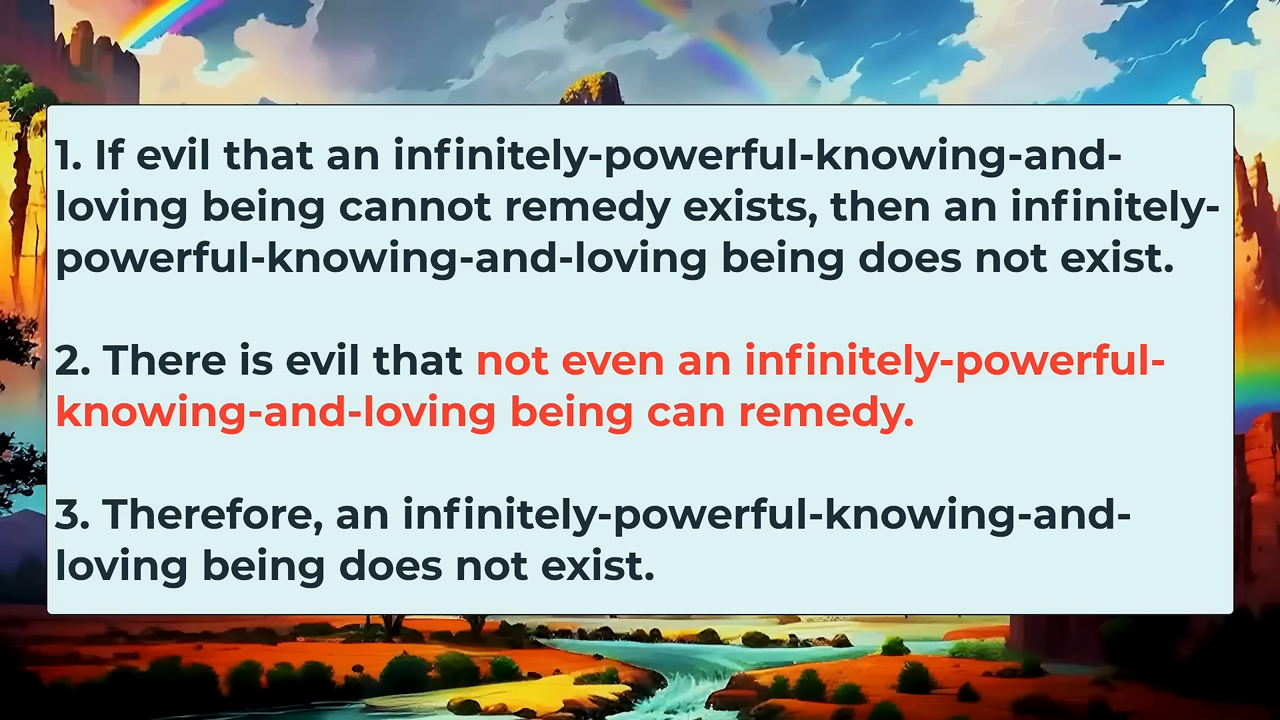 1. If evil that an infinitely-powerful-knowing-and-
loving being cannot remedy exists, then an infinitely-
powerful-knowing-and-loving being does not exist.
2. There is evil that not even an infinitely-powerful-
knowing-and-loving being can remedy.
3. Therefore, an infinitely-powerful-knowing-and-
loving being does not exist.